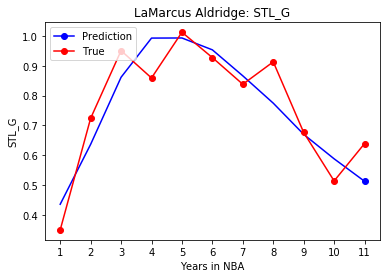 LaMarcus Aldridge: STL_G
Prediction
True
1.0
0.9
0.8
0.7
0.6
0.5
0.4
STL_G
1 2 3 4 5 6 7 8 9 10 11
Years in NBA